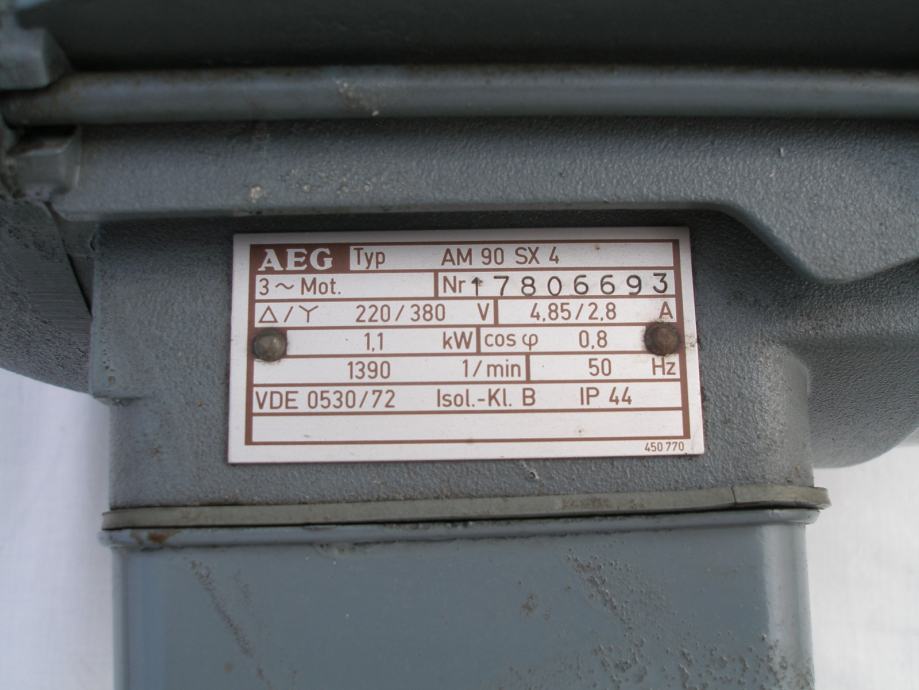 AEG Typ AM 90 SX 4
3~ Mot. Nr 7806693
Δ/Y 220/380 V 4,85/2,8 A
1,1 kW cos φ 0,8
1390 1/min 50 Hz
VDE 0530/72 Isol.-Kl. B IP 44
450 770